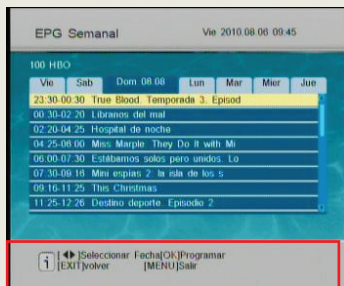 EPG Semanal
Vie 2010.08.06 09:45
100 HBO
Vie Sab Dom 08.08 Lun Mar Mier Jue
23:30-00:30 True Blood. Temporada 3. Episod
00:30-02:20 Líbranos del mal
02:20-04:25 Hospital de noche
04:25-06:00 Miss Marple. They Do It with Mi
06:00-07:30 Estábamos solos pero unidos. Lo
07:30-09:16 Mini espías 2: la isla de los s
09:16-11:25 This Christmas
11:25-12:26 Destino deporte. Episodio 2
[◀▶]Seleccionar Fecha[OK]Programar
[EXIT]volver [MENU]Salir